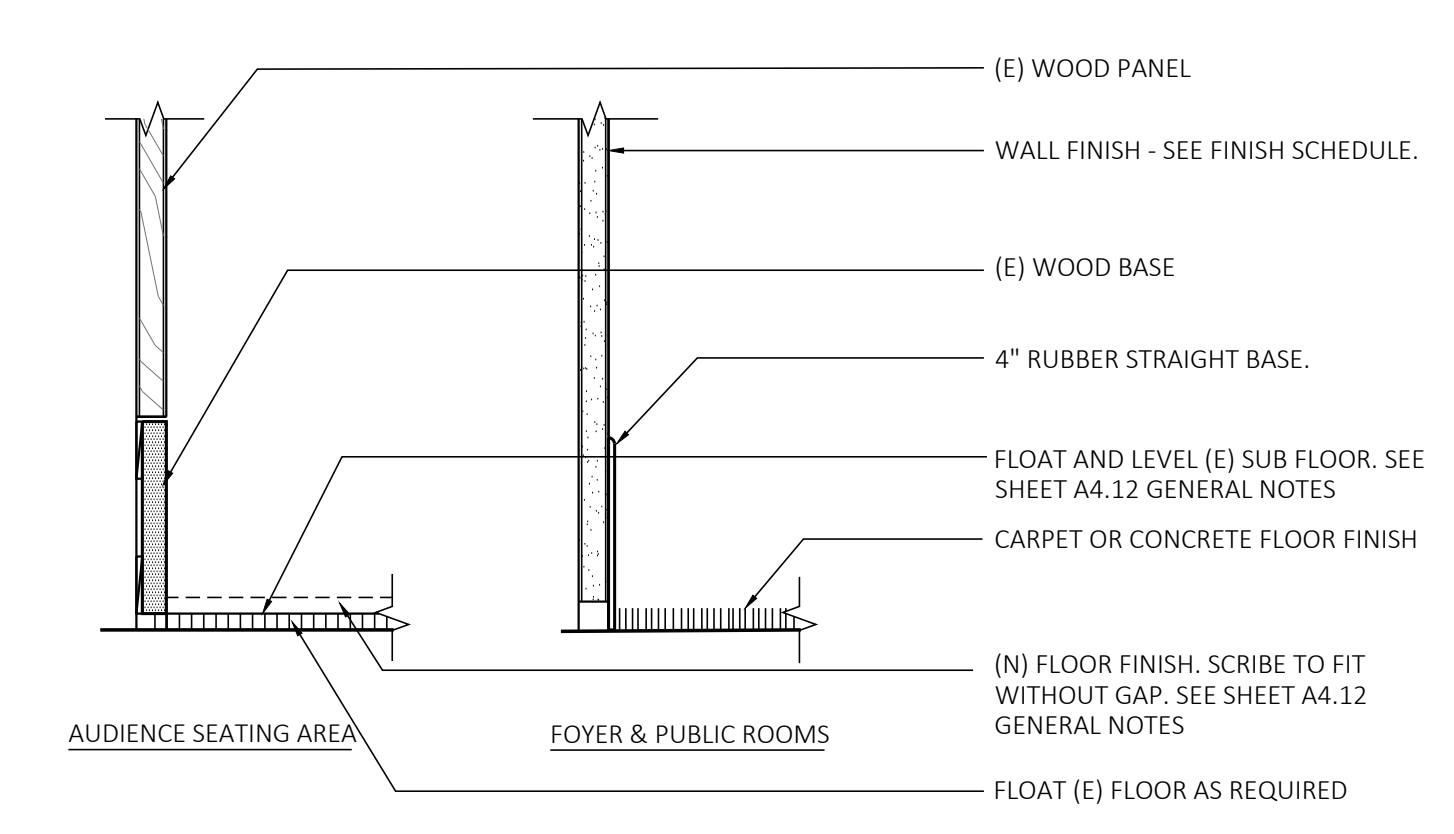 (E) WOOD PANEL
WALL FINISH - SEE FINISH SCHEDULE.
(E) WOOD BASE
4" RUBBER STRAIGHT BASE.
FLOAT AND LEVEL (E) SUB FLOOR. SEE
SHEET A4.12 GENERAL NOTES
CARPET OR CONCRETE FLOOR FINISH
(N) FLOOR FINISH. SCRIBE TO FIT
WITHOUT GAP. SEE SHEET A4.12
GENERAL NOTES
AUDIENCE SEATING AREA
FOYER & PUBLIC ROOMS
FLOAT (E) FLOOR AS REQUIRED